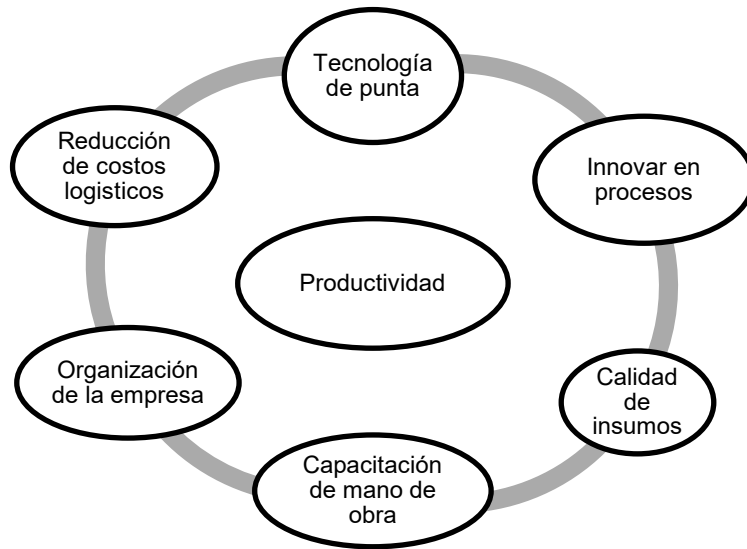 Tecnología
de punta
Innovar en
procesos
Calidad
de
insumos
Capacitación
de mano de
obra
Organización
de la empresa
Reducción
de costos
logisticos
Productividad